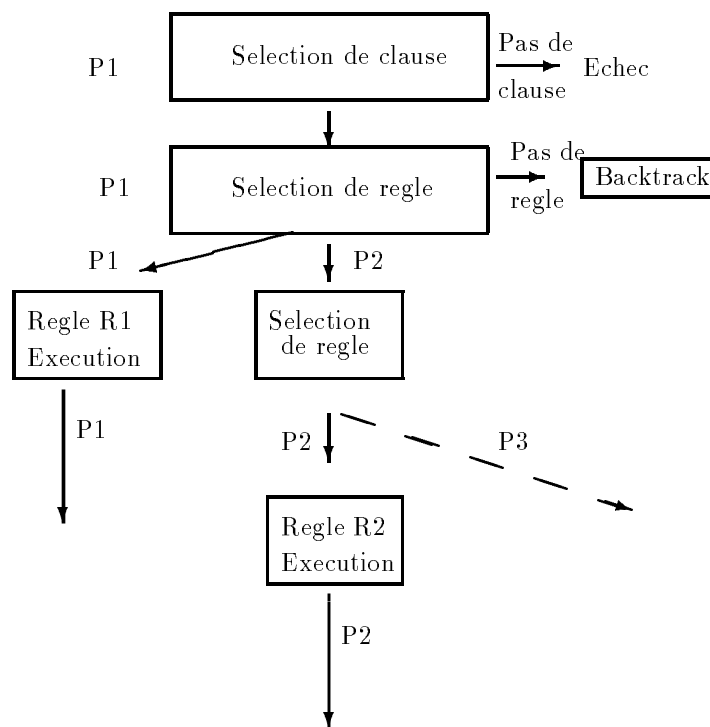 Pas de
P1
Selection de clause
Echec
clause
Pas de
P1
Selection de regle
Backtrack
regle
P1
P2
Regle R1
Execution
Selection
de regle
P1
P2
P3
Regle R2
Execution
P2